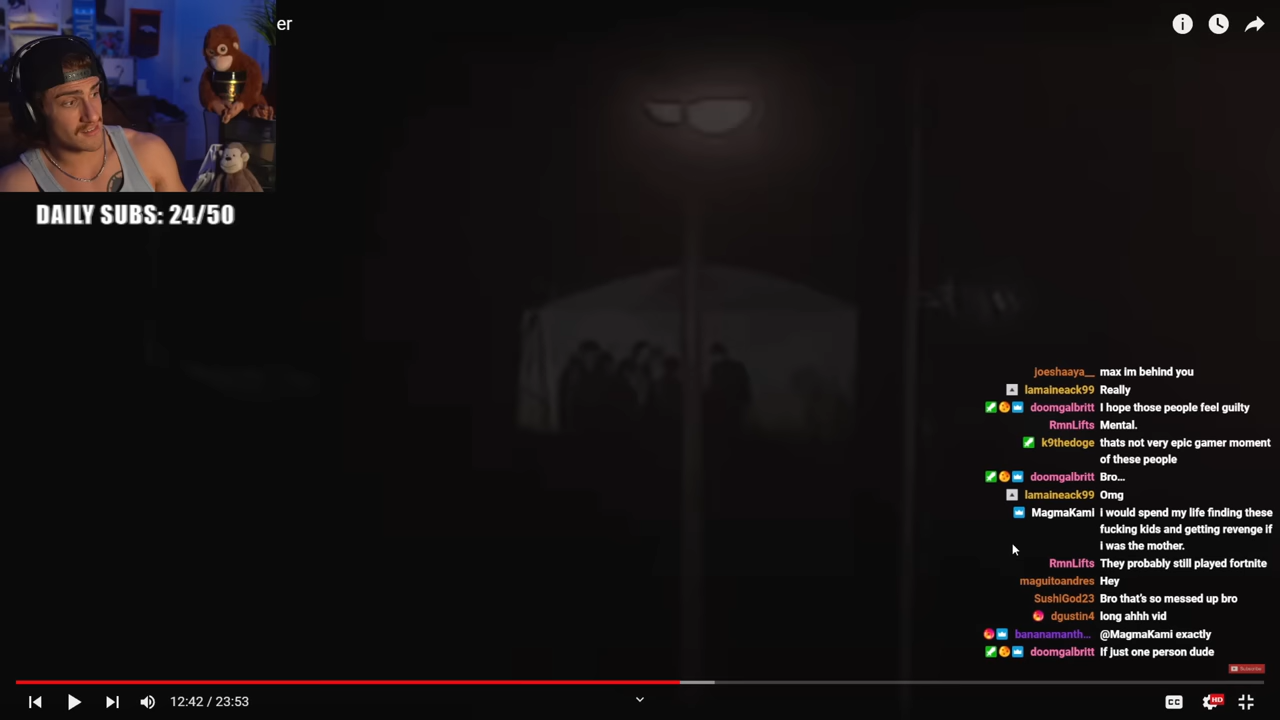 er
DAILY SUBS: 24/50
joeshaaya__ max im behind you
lamaineack99 Really
doomgalbritt I hope those people feel guilty
RmnLifts Mental.
k9thedoge thats not very epic gamer moment
of these people
doomgalbritt Bro...
lamaineack99 Omg
MagmaKami i would spend my life finding these
fucking kids and getting revenge if
i was the mother.
RmnLifts They probably still played fortnite
maguitoandres Hey
SushiGod23 Bro that's so messed up bro
dgustin4 long ahhh vid
bananamanth... @MagmaKami exactly
doomgalbritt If just one person dude
Subscribe
12:42 / 23:53
CC
HD